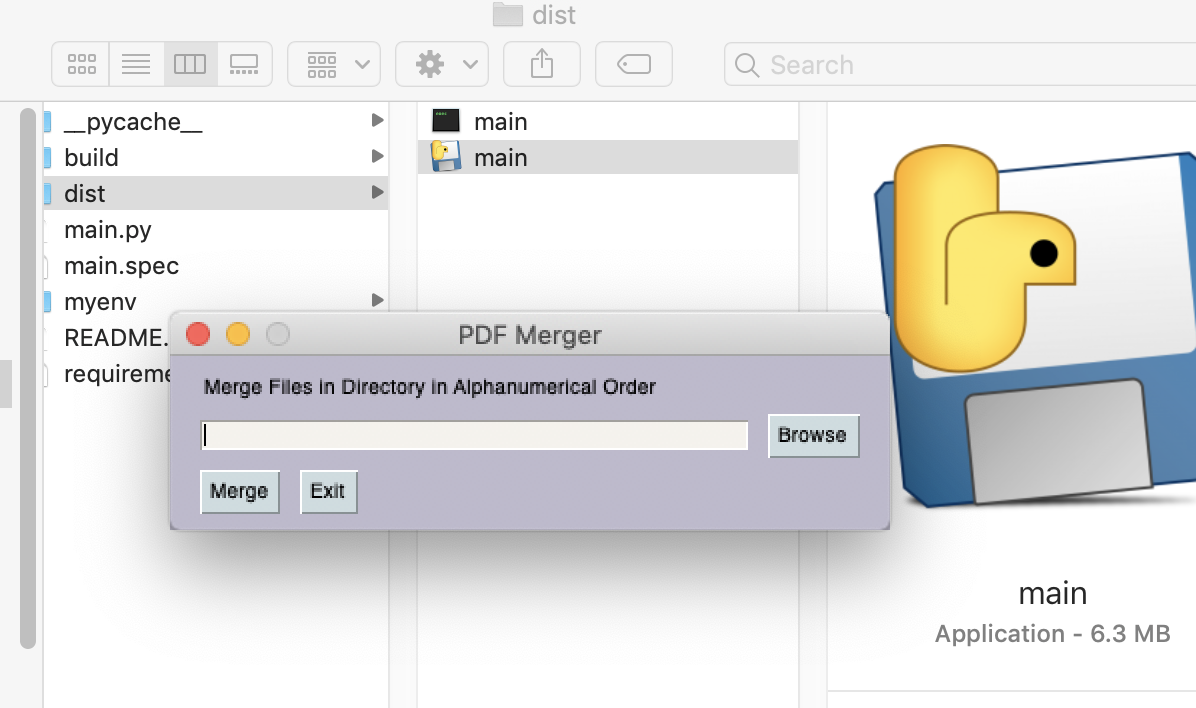 dist
Search
__pycache__
build
dist
main.py
main.spec
myenv
README.
requireme
main
main
PDF Merger
Merge Files in Directory in Alphanumerical Order
Browse
Merge
Exit
main
Application - 6.3 MB